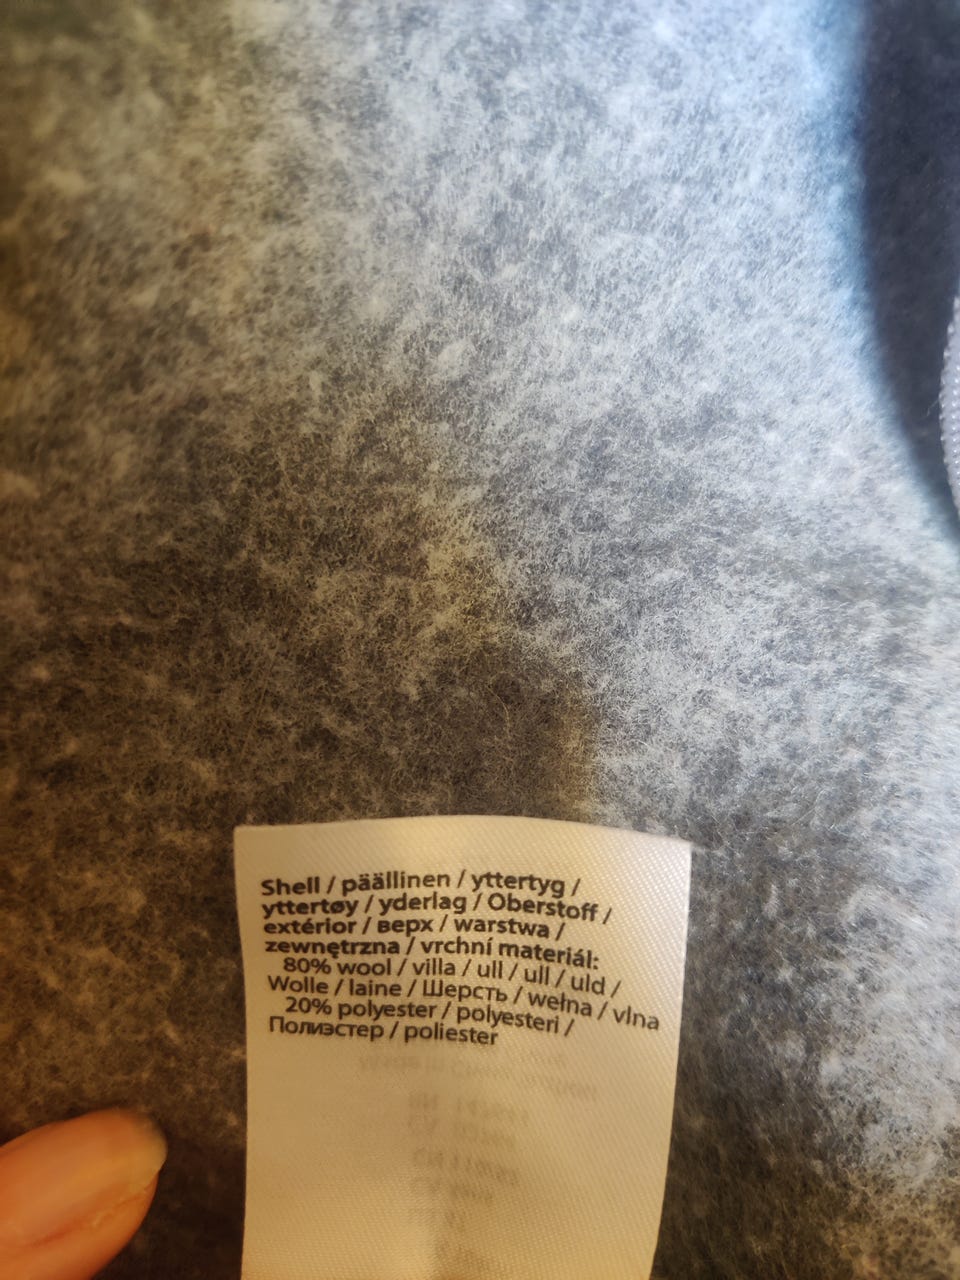 Shell / päällinen / yttertyg /
yttertøy / yderlag / Oberstoff /
extérior / верх / warstwa /
zewnętrzna / vrchní materiál:
80% wool / villa / ull / ull / uld /
Wolle / laine / Шерсть / wełna / vlna
20% polyester / polyesteri /
Полиэстер / poliester